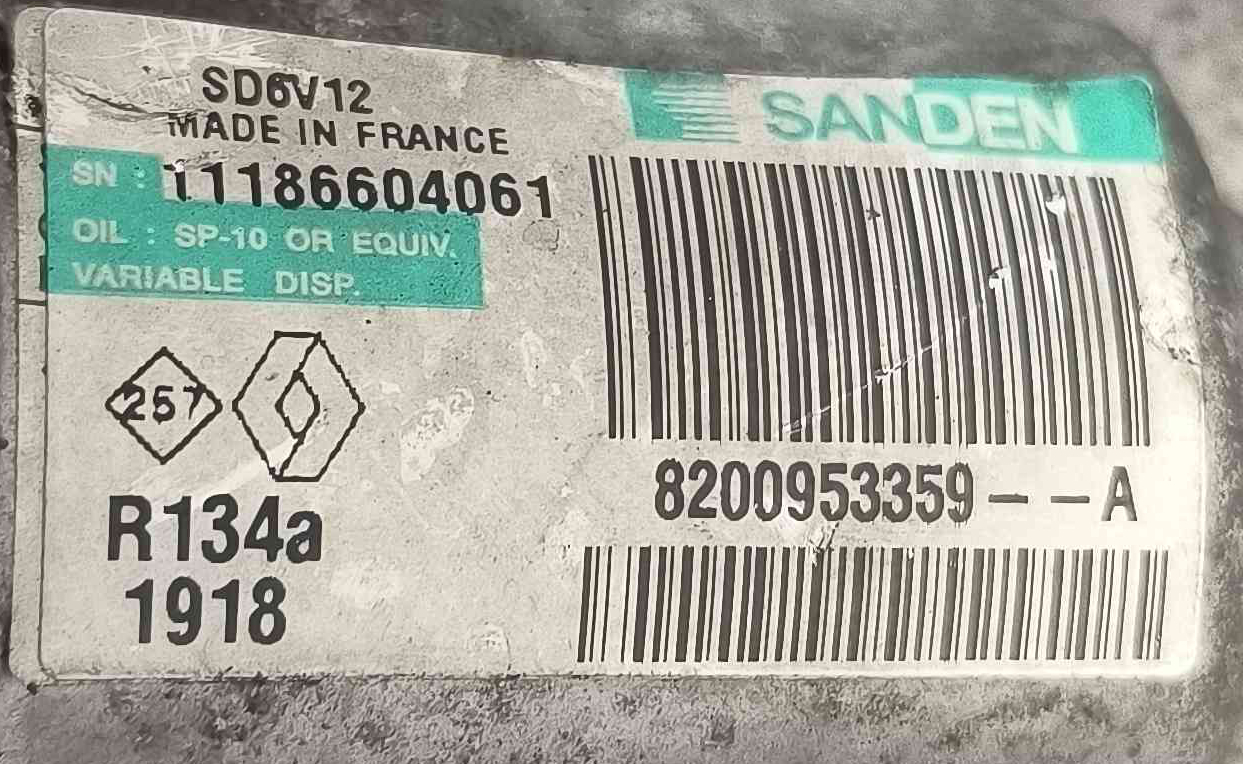 SD6V12
MADE IN FRANCE
SANDEN
SN : 11186604061
OIL : SP-10 OR EQUIV.
VARIABLE DISP.
257
8200953359--A
R134a
1918